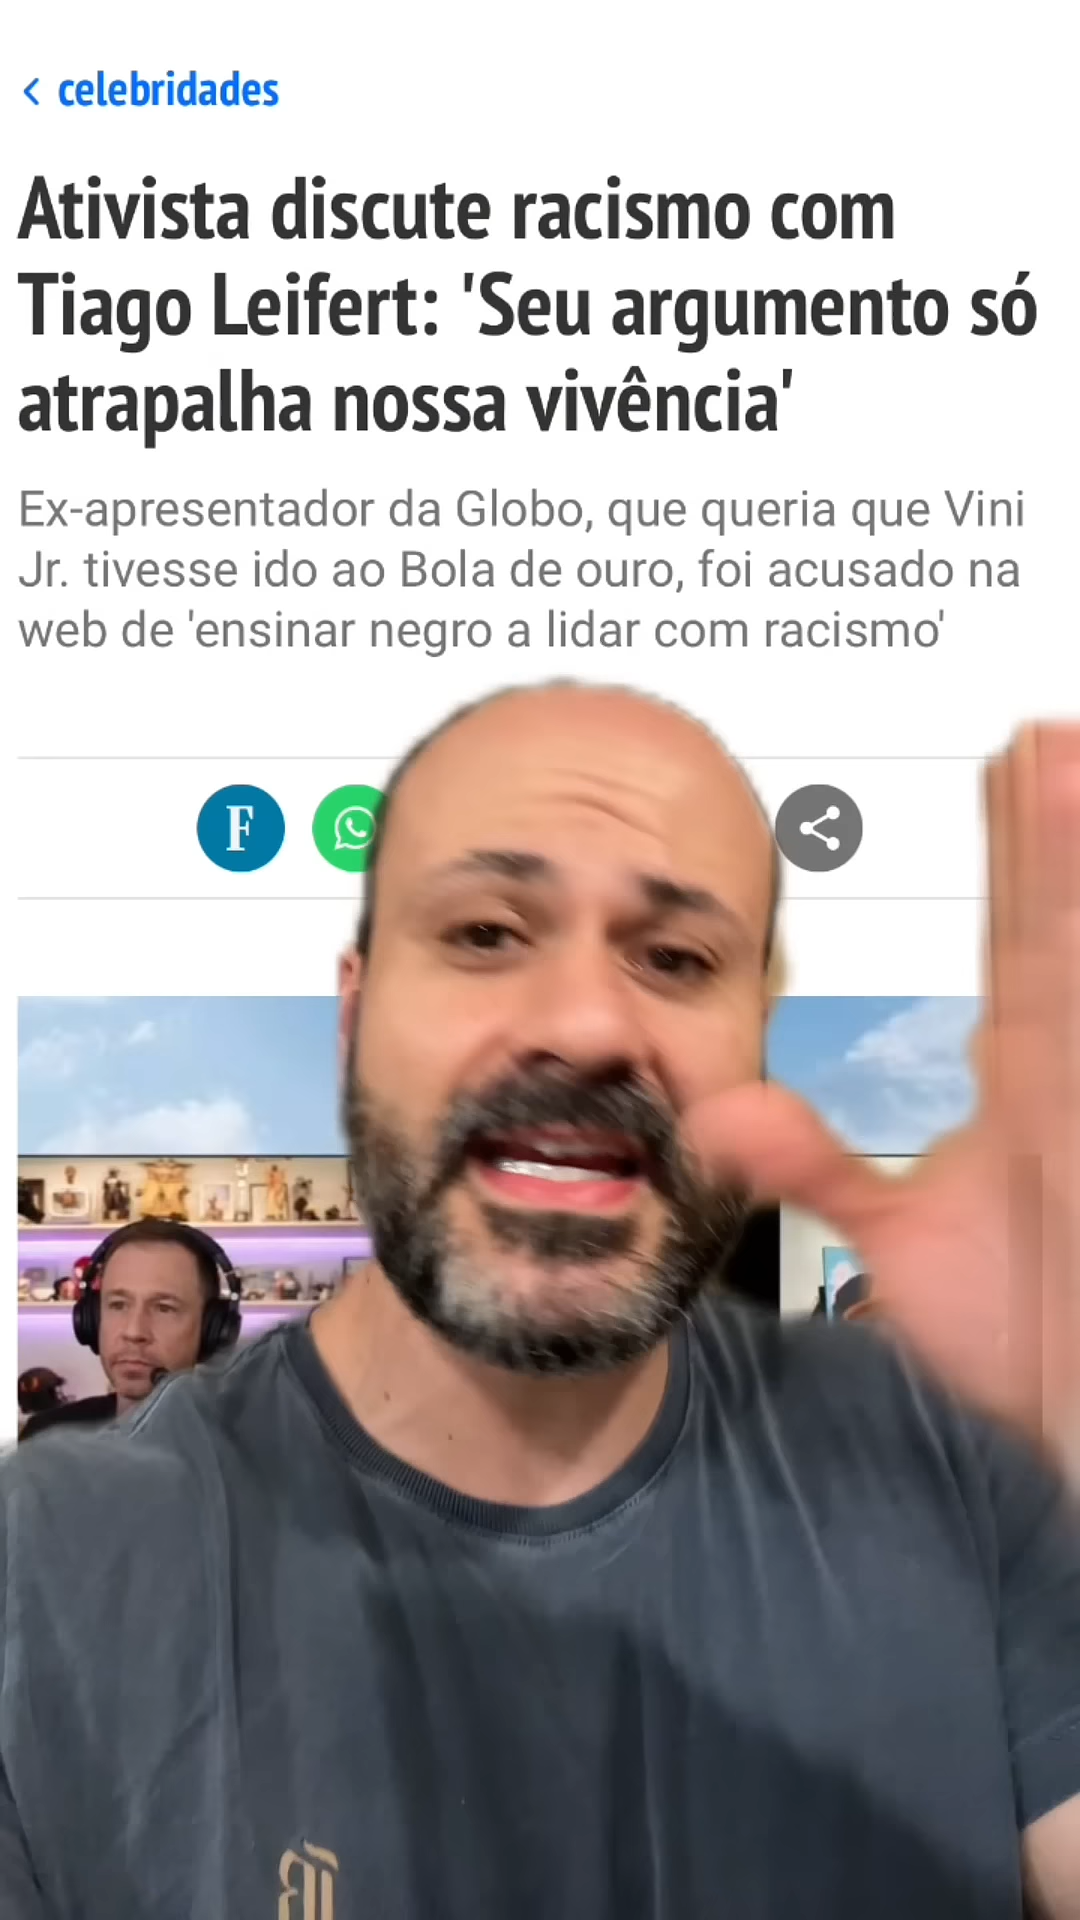 celebridades
Ativista discute racismo com
Tiago Leifert: 'Seu argumento só
atrapalha nossa vivência'
Ex-apresentador da Globo, que queria que Vini
Jr. tivesse ido ao Bola de ouro, foi acusado na
web de 'ensinar negro a lidar com racismo'
F